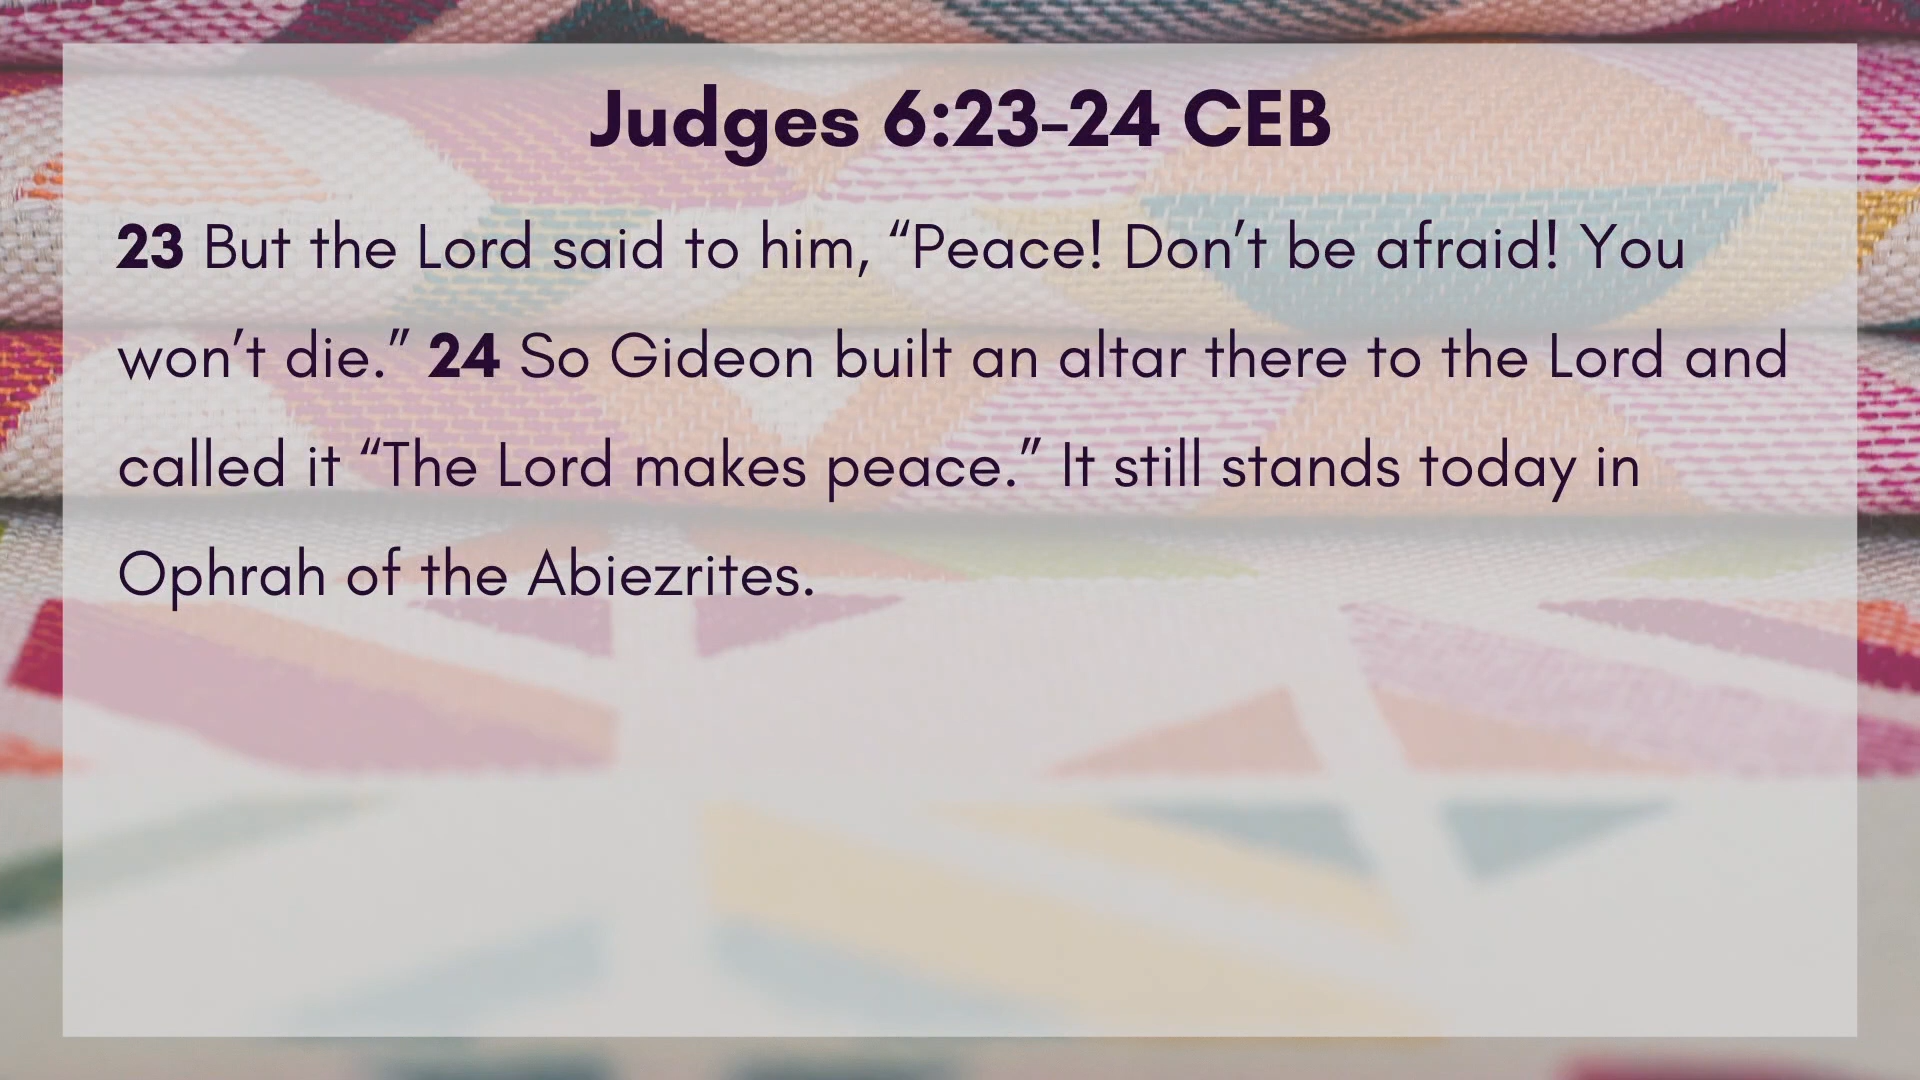 Judges 6:23-24 CEB
23 But the Lord said to him, “Peace! Don’t be afraid! You
won’t die.” 24 So Gideon built an altar there to the Lord and
called it “The Lord makes peace.” It still stands today in
Ophrah of the Abiezrites.